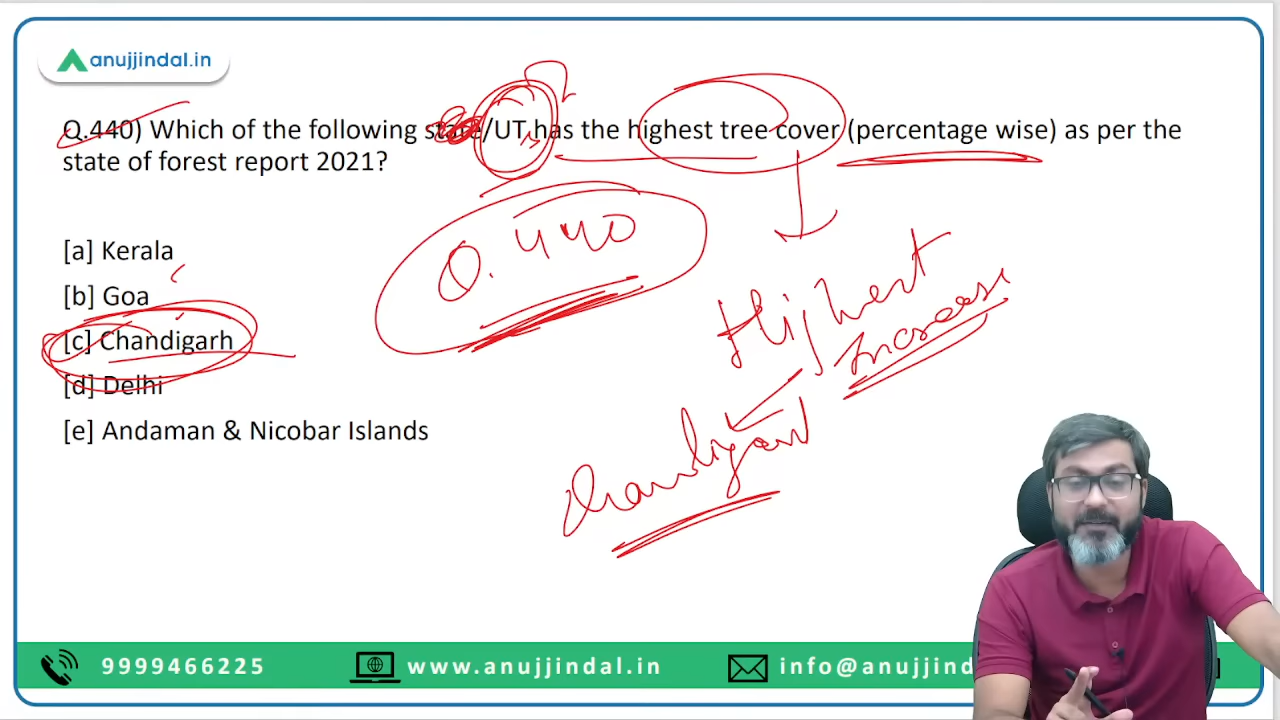 anujjindal.in
Q.440) Which of the following state/UT has the highest tree cover (percentage wise) as per the
state of forest report 2021?
Q.440
[a] Kerala
[b] Goa
[c] Chandigarh
[d] Delhi
[e] Andaman & Nicobar Islands
Highest
Increase
Chandigarh
9999466225
www.anujjindal.in
info@anujjind